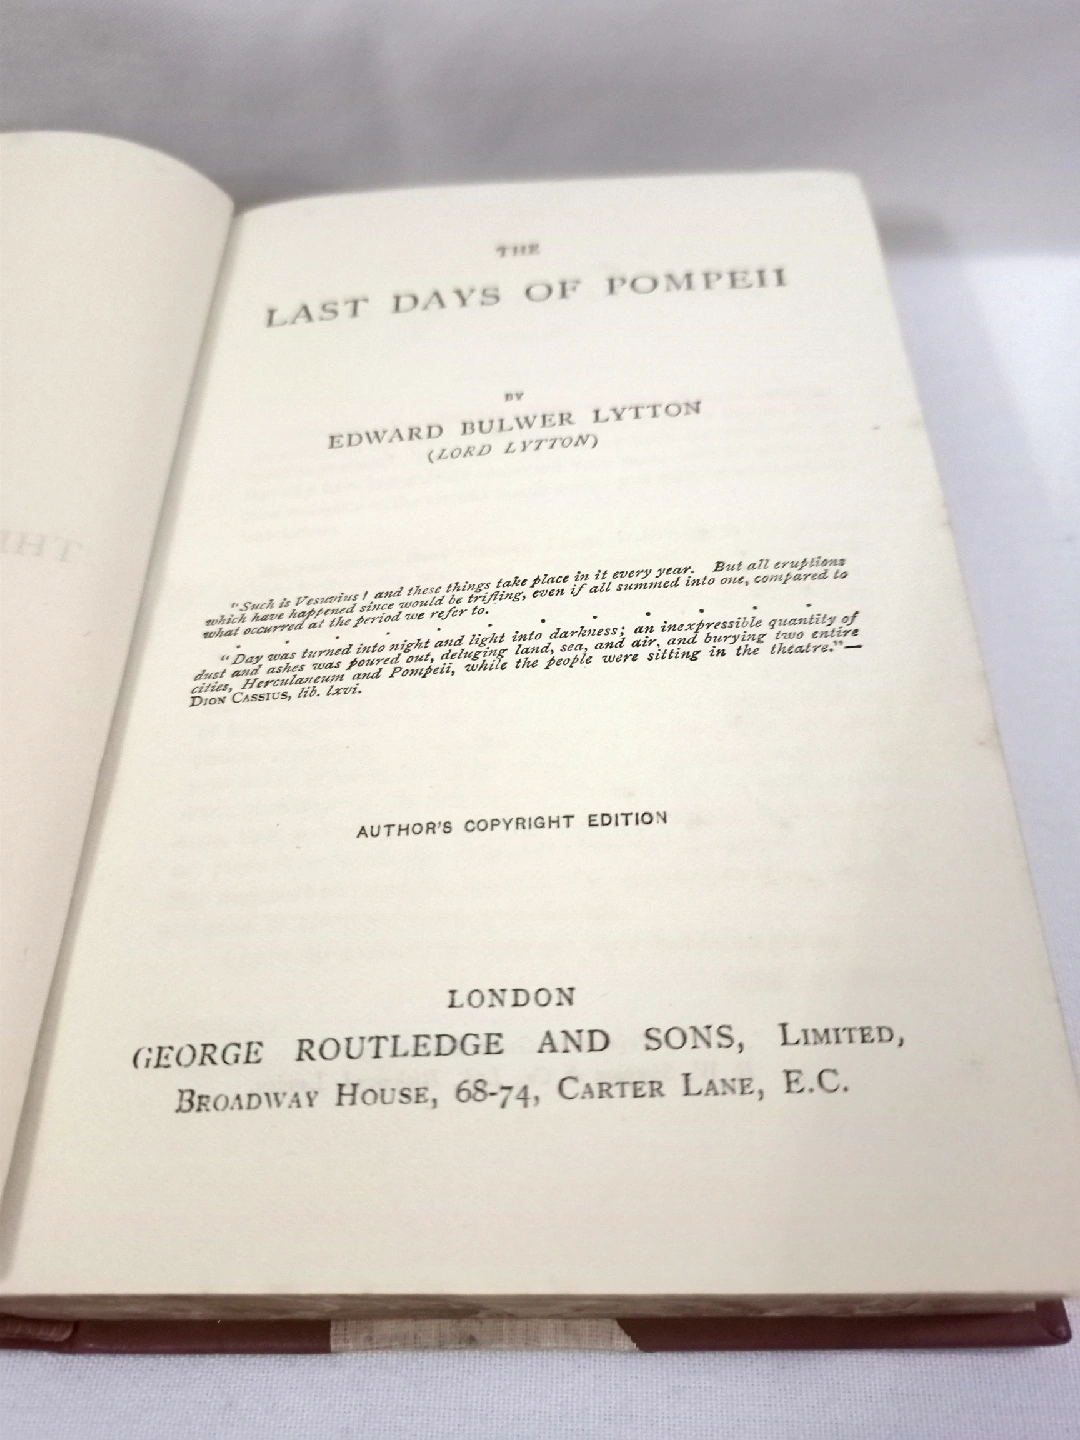 THE
LAST DAYS OF POMPEII
BY
EDWARD BULWER LYTTON
(LORD LYTTON)
"Such is Vesuvius! and these things take place in it every year. But all eruptions
which have happened since would be trifling, even if all summed into one, compared to
what occurred at the period we refer to.
. . . . . . . .
"Day was turned into night and light into darkness; an inexpressible quantity of
dust and ashes was poured out, deluging land, sea, and air, and burying two entire
cities, Herculaneum and Pompeii, while the people were sitting in the theatre."—
DION CASSIUS, lib. lxvi.
AUTHOR'S COPYRIGHT EDITION
LONDON
GEORGE ROUTLEDGE AND SONS, LIMITED,
BROADWAY HOUSE, 68-74, CARTER LANE, E.C.